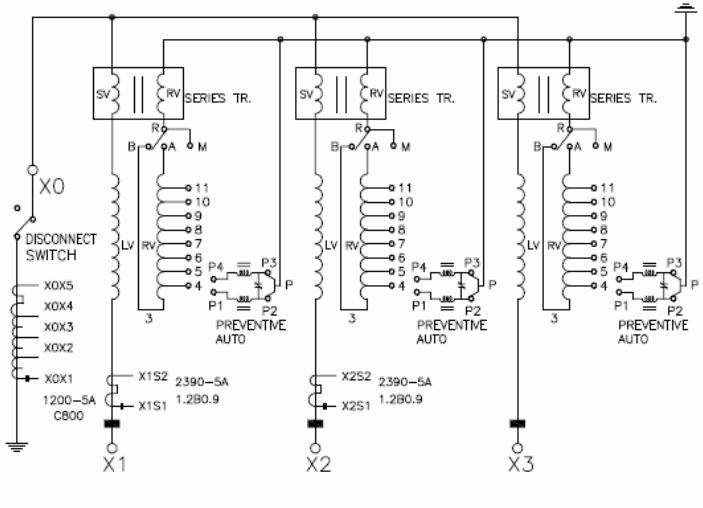 SV
RV
SERIES TR.
SV
RV
SERIES TR.
SV
RV
SERIES TR.
R
B
A
M
R
B
A
M
R
B
A
M
X0
DISCONNECT
SWITCH
LV
RV
11
10
9
8
7
6
5
4
3
P4
P3
P
P1
P2
PREVENTIVE
AUTO
LV
RV
11
10
9
8
7
6
5
4
3
P4
P3
P
P1
P2
PREVENTIVE
AUTO
LV
RV
11
10
9
8
7
6
5
4
3
P4
P3
P
P1
P2
PREVENTIVE
AUTO
X0X5
X0X4
X0X3
X0X2
X0X1
1200-5A
C800
X1S2
2390-5A
1.2B0.9
X1S1
X2S2
2390-5A
1.2B0.9
X2S1
X1
X2
X3